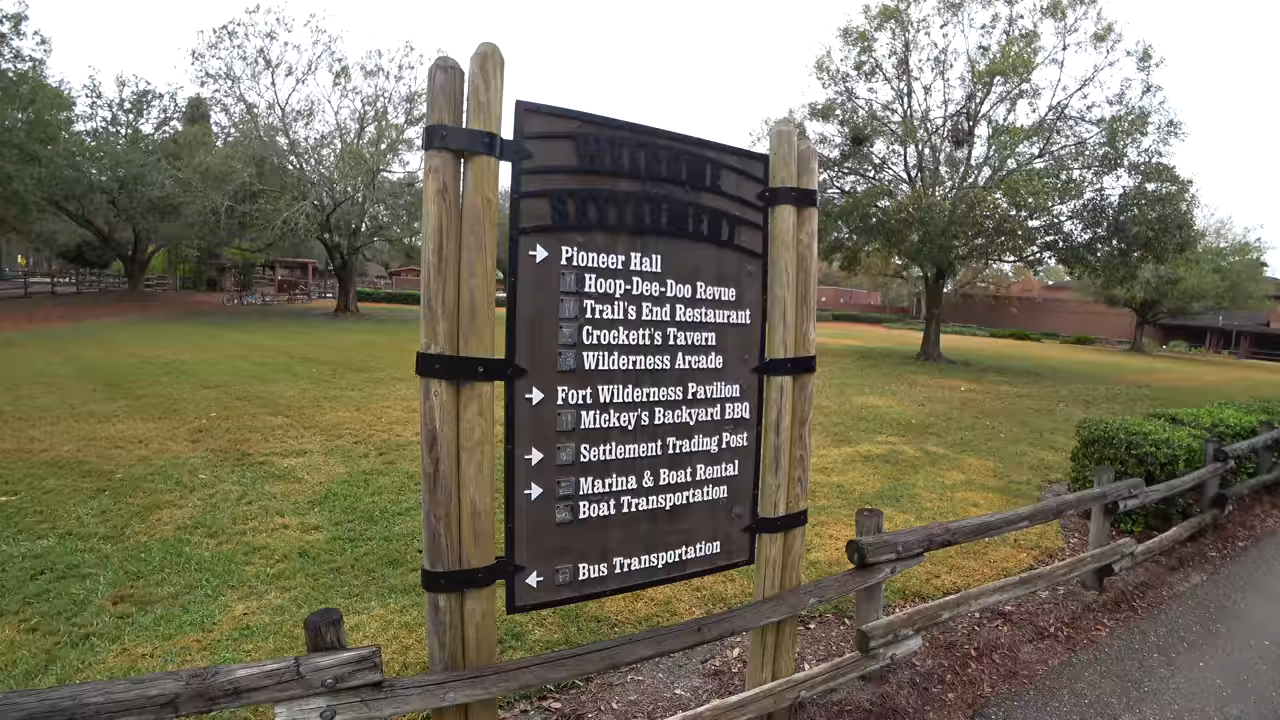 SETTLEMENT
Pioneer Hall
Hoop-Dee-Doo Revue
Trail's End Restaurant
Crockett's Tavern
Wilderness Arcade
Fort Wilderness Pavilion
Mickey's Backyard BBQ
Settlement Trading Post
Marina & Boat Rental
Boat Transportation
Bus Transportation